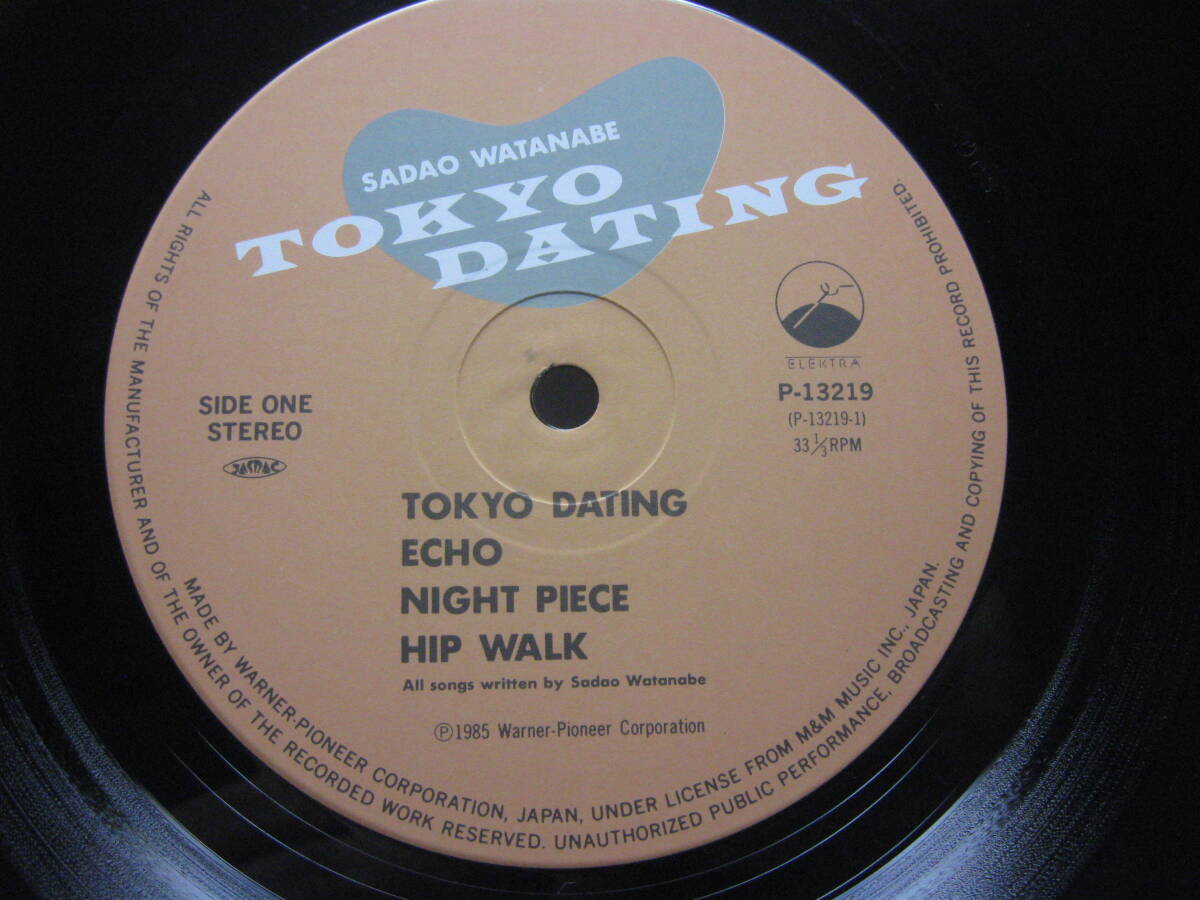 SADAO WATANABE
TOKYO
DATING
ELEKTRA
P-13219
(P-13219-1)
33 1/3 RPM
SIDE ONE
STEREO
JASRAC
TOKYO DATING
ECHO
NIGHT PIECE
HIP WALK
All songs written by Sadao Watanabe
Ⓟ1985 Warner-Pioneer Corporation
MADE BY WARNER-PIONEER CORPORATION, JAPAN, UNDER LICENSE FROM M&M MUSIC INC., JAPAN.
ALL RIGHTS OF THE MANUFACTURER AND OF THE OWNER OF THE RECORDED WORK RESERVED. UNAUTHORIZED PUBLIC PERFORMANCE, BROADCASTING AND COPYING OF THIS RECORD PROHIBITED.